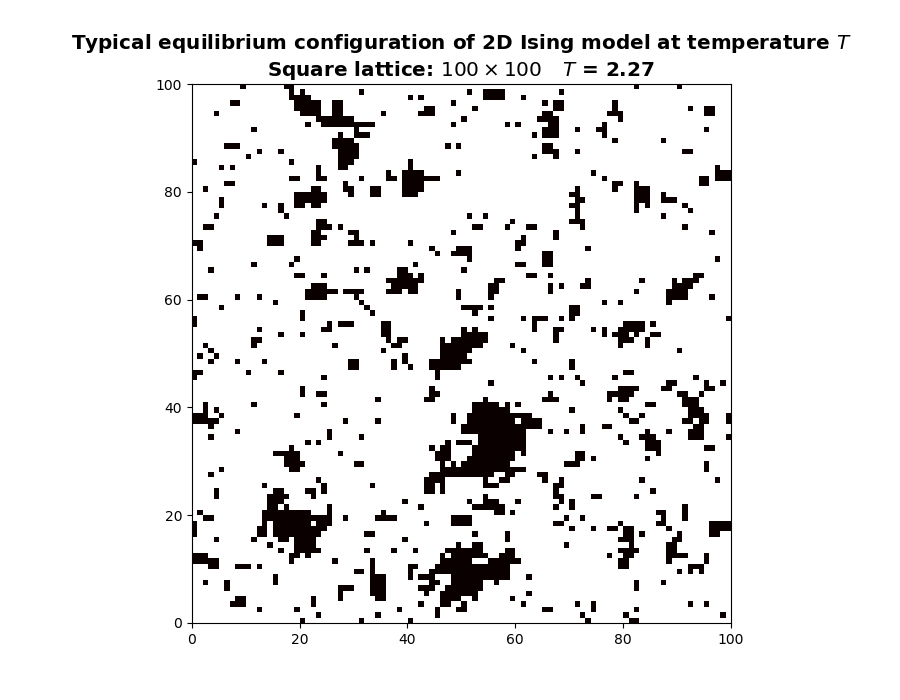 Typical equilibrium configuration of 2D Ising model at temperature T
Square lattice: 100 × 100 T = 2.27
100
80
60
40
20
0
0 20 40 60 80 100